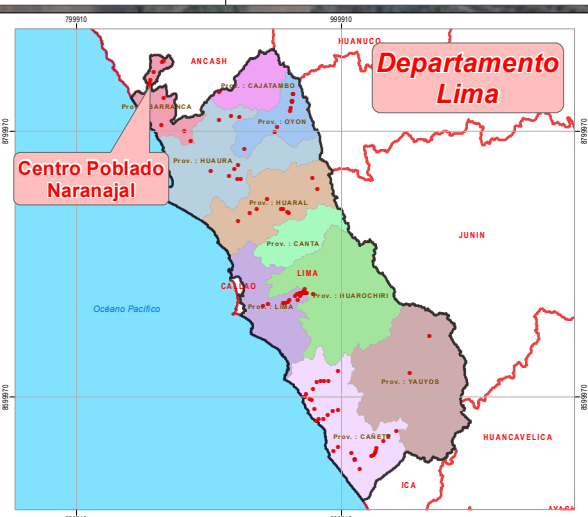 799910
999910
HUANUCO
ANCASH
Departamento
Lima
Prov. : CAJATAMBO
Prov. : BARRANCA
Prov. : OYON
8799970
Centro Poblado
Naranajal
Prov. : HUAURA
Prov. : HUARAL
JUNIN
Prov. : CANTA
LIMA
CALLAO
Prov. : HUAROCHIRI
Prov. : LIMA
Océano Pacífico
Prov. : YAUYOS
8599970
Prov. : CAÑETE
HUANCAVELICA
ICA